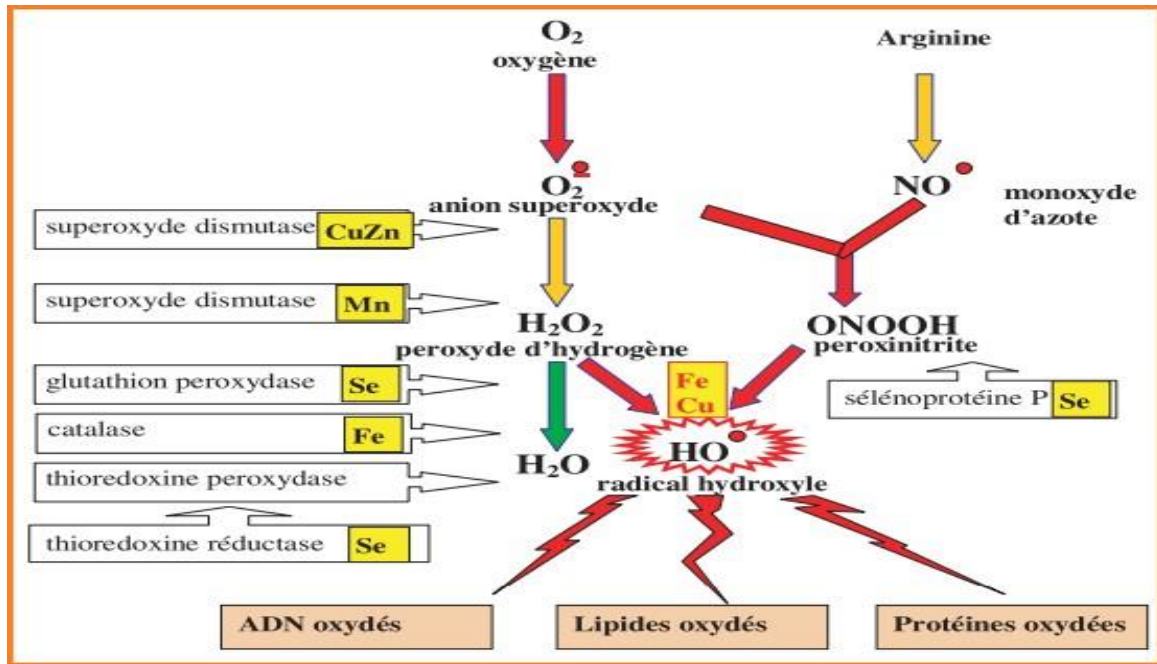 O₂
oxygène
Arginine
O₂
anion superoxyde
NO
monoxyde
d'azote
superoxyde dismutase CuZn
superoxyde dismutase Mn
H₂O₂
peroxyde d'hydrogène
ONOOH
peroxinitrite
glutathion peroxydase Se
Fe
Cu
sélénoprotéine P Se
catalase Fe
H₂O
HO
radical hydroxyle
thioredoxine peroxydase
thioredoxine réductase Se
ADN oxydés
Lipides oxydés
Protéines oxydées